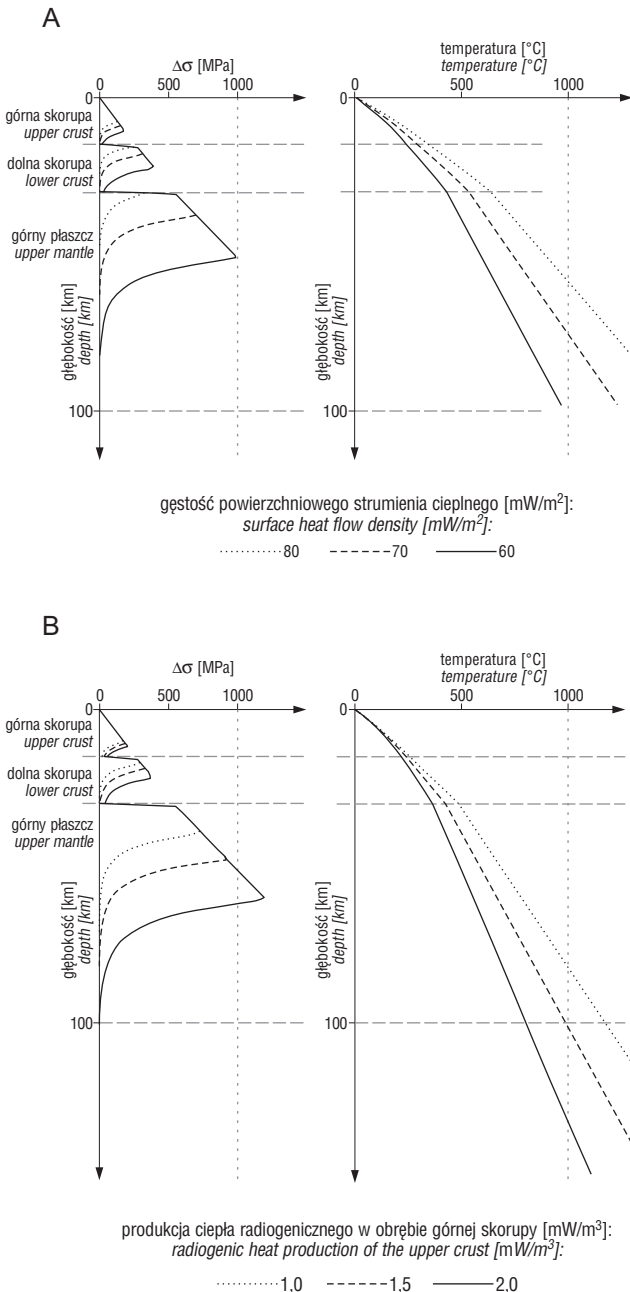 A
Δσ [MPa]
0
500
1000
0
górna skorupa
upper crust
dolna skorupa
lower crust
górny płaszcz
upper mantle
głębokość [km]
depth [km]
100
temperatura [°C]
temperature [°C]
0
500
1000
0
głębokość [km]
depth [km]
100
gęstość powierzchniowego strumienia cieplnego [mW/m²]:
surface heat flow density [mW/m²]:
80 70 60
B
Δσ [MPa]
0
500
1000
0
górna skorupa
upper crust
dolna skorupa
lower crust
górny płaszcz
upper mantle
głębokość [km]
depth [km]
100
temperatura [°C]
temperature [°C]
0
500
1000
0
głębokość [km]
depth [km]
100
produkcja ciepła radiogenicznego w obrębie górnej skorupy [mW/m³]:
radiogenic heat production of the upper crust [mW/m³]:
1,0 1,5 2,0